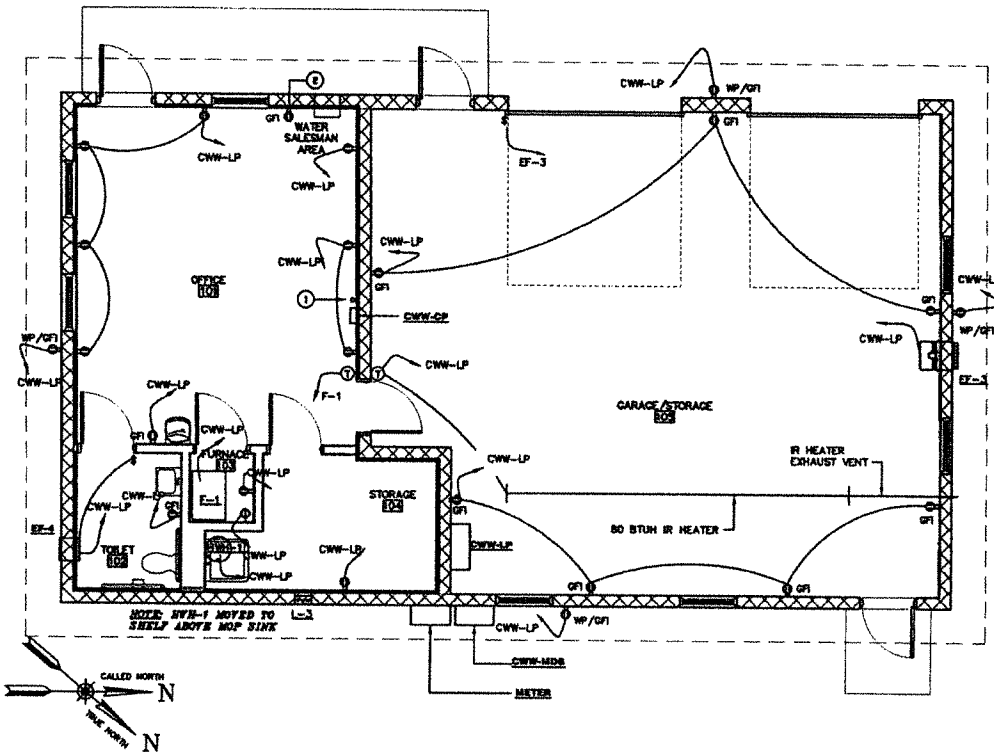 2
CWW-LP
WP/GFI
GFI
WATER
SALESMAN
AREA
GFI
CWW-LP
CWW-LP
EF-3
CWW-LP
CWW-LP
GFI
OFFICE
101
1
CWW-CP
GFI
CWW-LP
WP/GFI
CWW-LP
EF-3
WP/GFI
CWW-LP
F-1
CWW-LP
CWW-LP
GFI
CWW-LP
FURNACE
103
GARAGE/STORAGE
105
IR HEATER
EXHAUST VENT
CWW-LP
CWW-LP
F-1
CWW-LP
GFI
CWW-LP
STORAGE
104
CWW-LP
GFI
80 BTUH IR HEATER
GFI
EF-4
TOILET
102
CWW-LP
CWW-LP
CWW-LP
GFI
GFI
NOTE: HWH-1 MOVED TO
SHELF ABOVE MOP SINK
L-3
CWW-LP
WP/GFI
CWW-MDB
METER
CALLED NORTH
N
TRUE NORTH
N